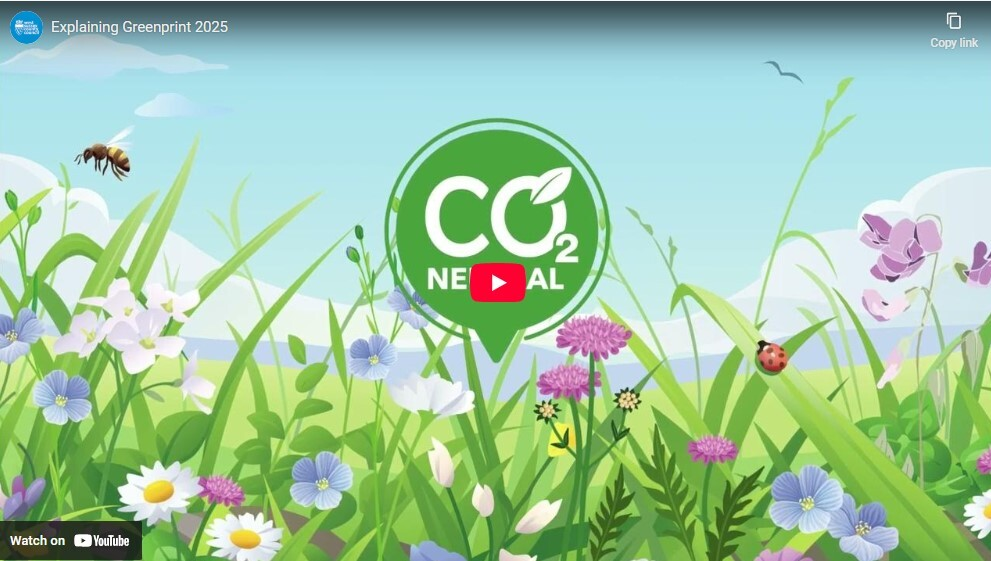 Explaining Greenprint 2025
Copy link
CO2
NE AL
Watch on YouTube